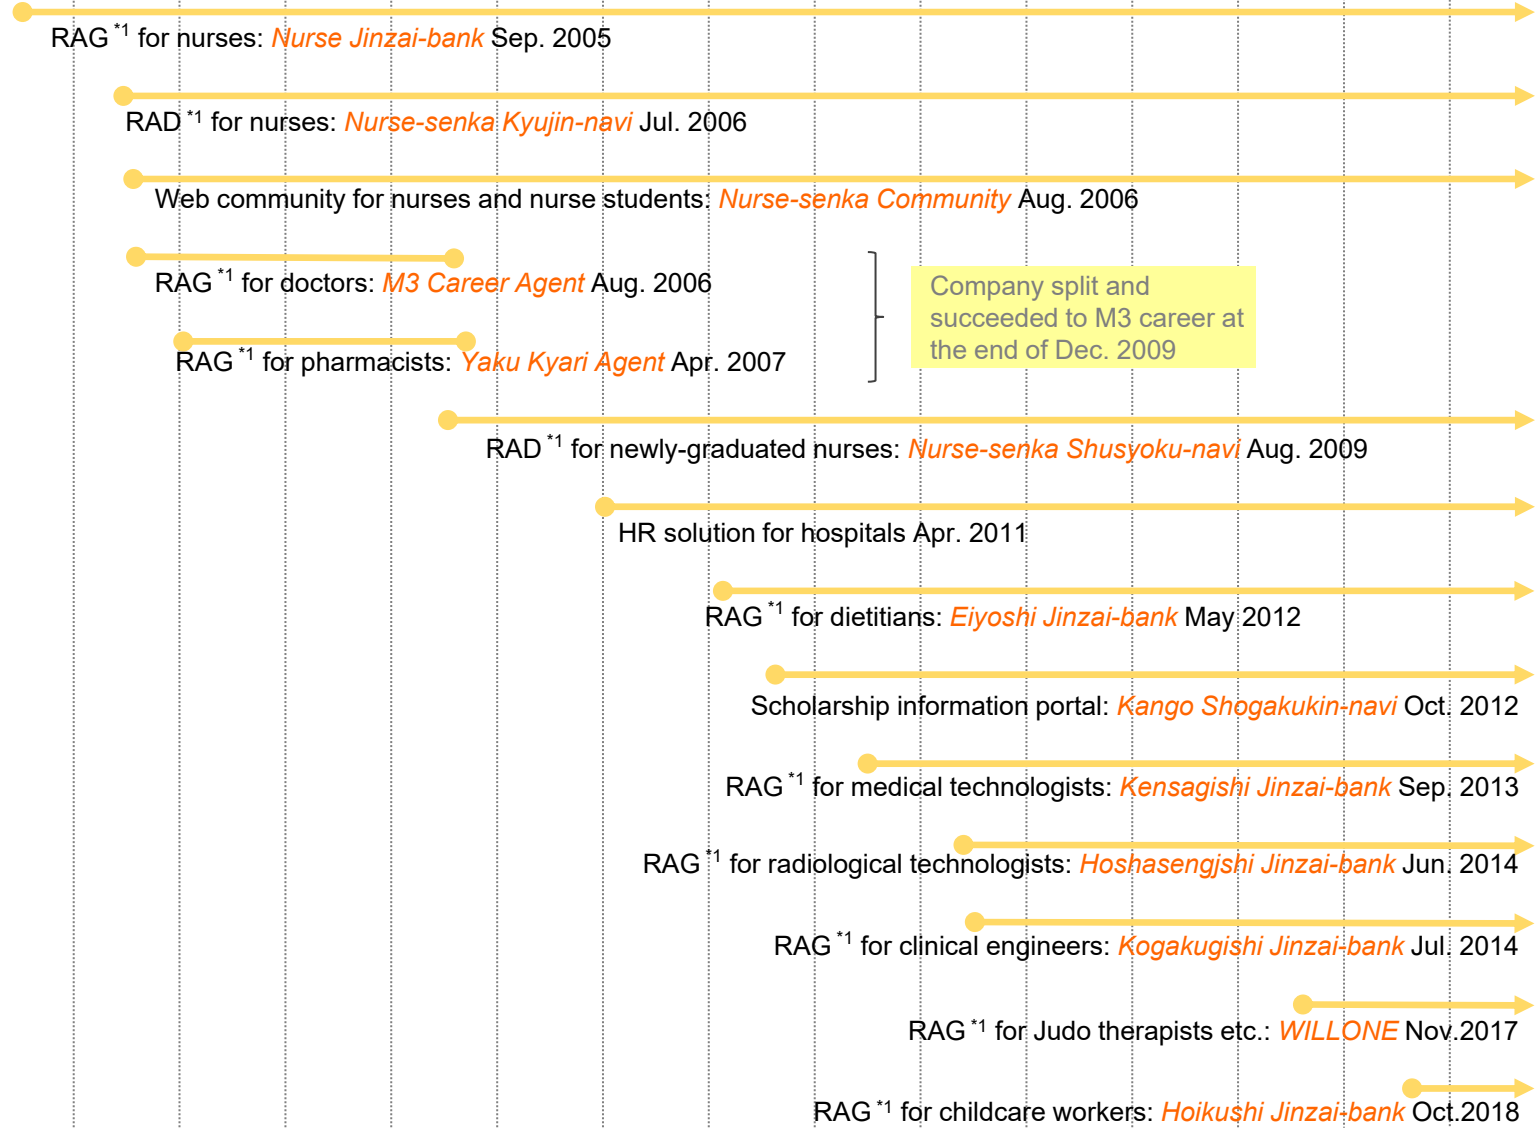 RAG *1 for nurses: Nurse Jinzai-bank Sep. 2005
RAD *1 for nurses: Nurse-senka Kyujin-navi Jul. 2006
Web community for nurses and nurse students: Nurse-senka Community Aug. 2006
RAG *1 for doctors: M3 Career Agent Aug. 2006
RAG *1 for pharmacists: Yaku Kyari Agent Apr. 2007
Company split and
succeeded to M3 career at
the end of Dec. 2009
RAD *1 for newly-graduated nurses: Nurse-senka Shusyoku-navi Aug. 2009
HR solution for hospitals Apr. 2011
RAG *1 for dietitians: Eiyoshi Jinzai-bank May 2012
Scholarship information portal: Kango Shogakukin-navi Oct. 2012
RAG *1 for medical technologists: Kensagishi Jinzai-bank Sep. 2013
RAG *1 for radiological technologists: Hoshasengjshi Jinzai-bank Jun. 2014
RAG *1 for clinical engineers: Kogakugishi Jinzai-bank Jul. 2014
RAG *1 for Judo therapists etc.: WILLONE Nov.2017
RAG *1 for childcare workers: Hoikushi Jinzai-bank Oct.2018